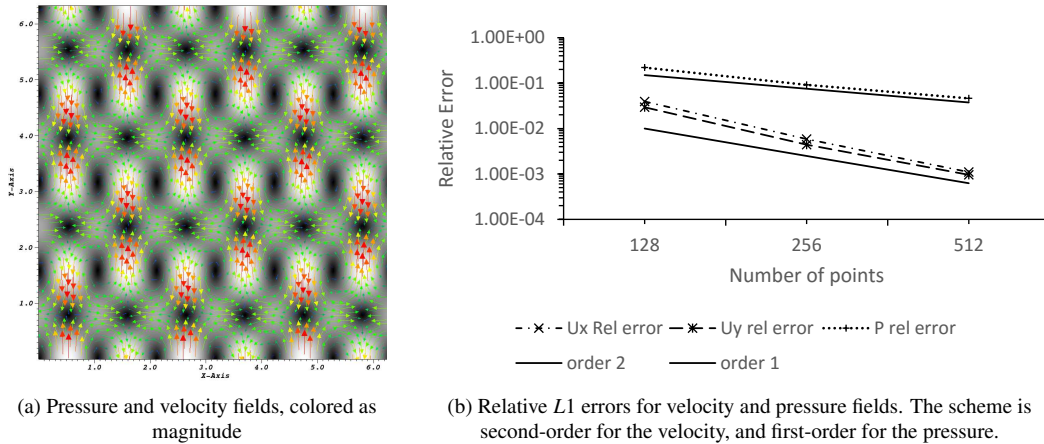 6.0
5.0
4.0
3.0
2.0
1.0
Y-Axis
1.0 2.0 3.0 4.0 5.0 6.0
X-Axis
(a) Pressure and velocity fields, colored as
magnitude
1.00E+00
1.00E-01
1.00E-02
1.00E-03
1.00E-04
Relative Error
128 256 512
Number of points
Ux Rel error Uy rel error P rel error
order 2 order 1
(b) Relative L1 errors for velocity and pressure fields. The scheme is
second-order for the velocity, and first-order for the pressure.